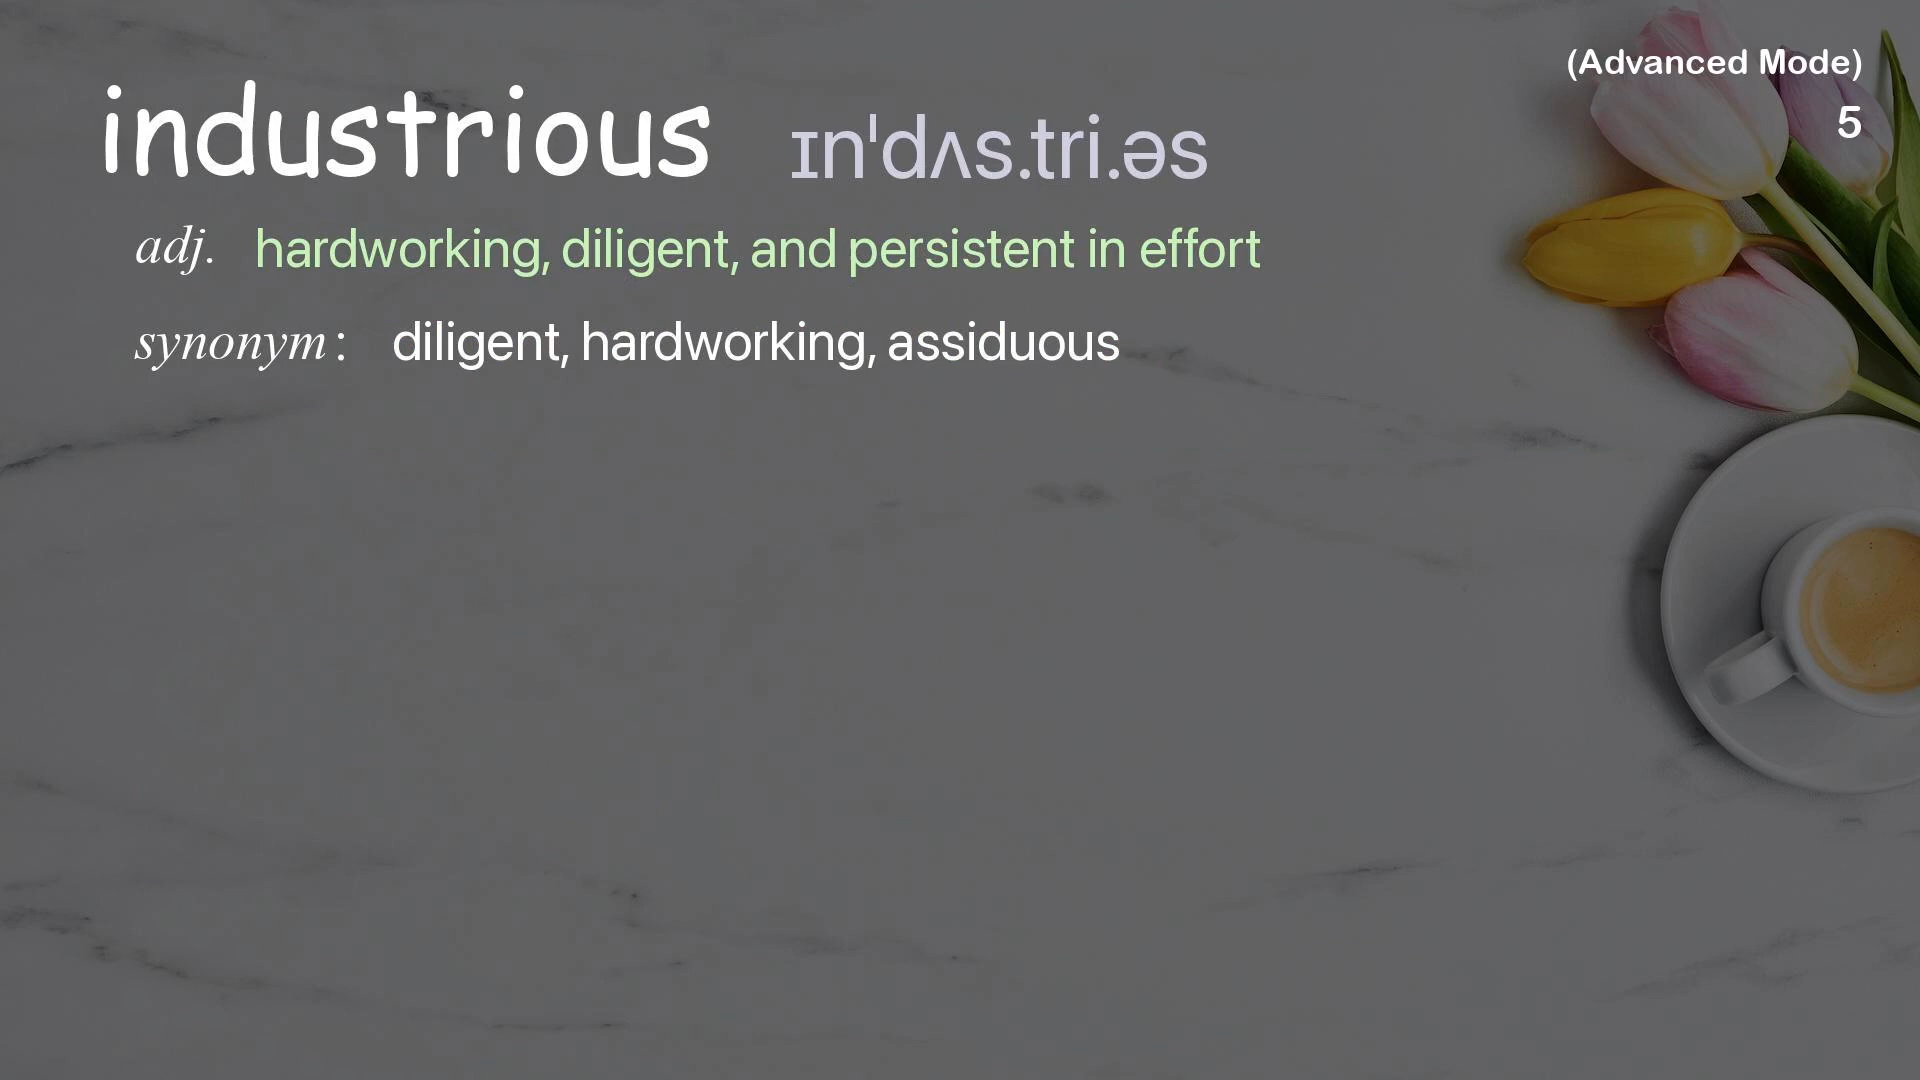 (Advanced Mode)
5
industrious ɪnˈdʌs.tri.əs
adj. hardworking, diligent, and persistent in effort
synonym : diligent, hardworking, assiduous